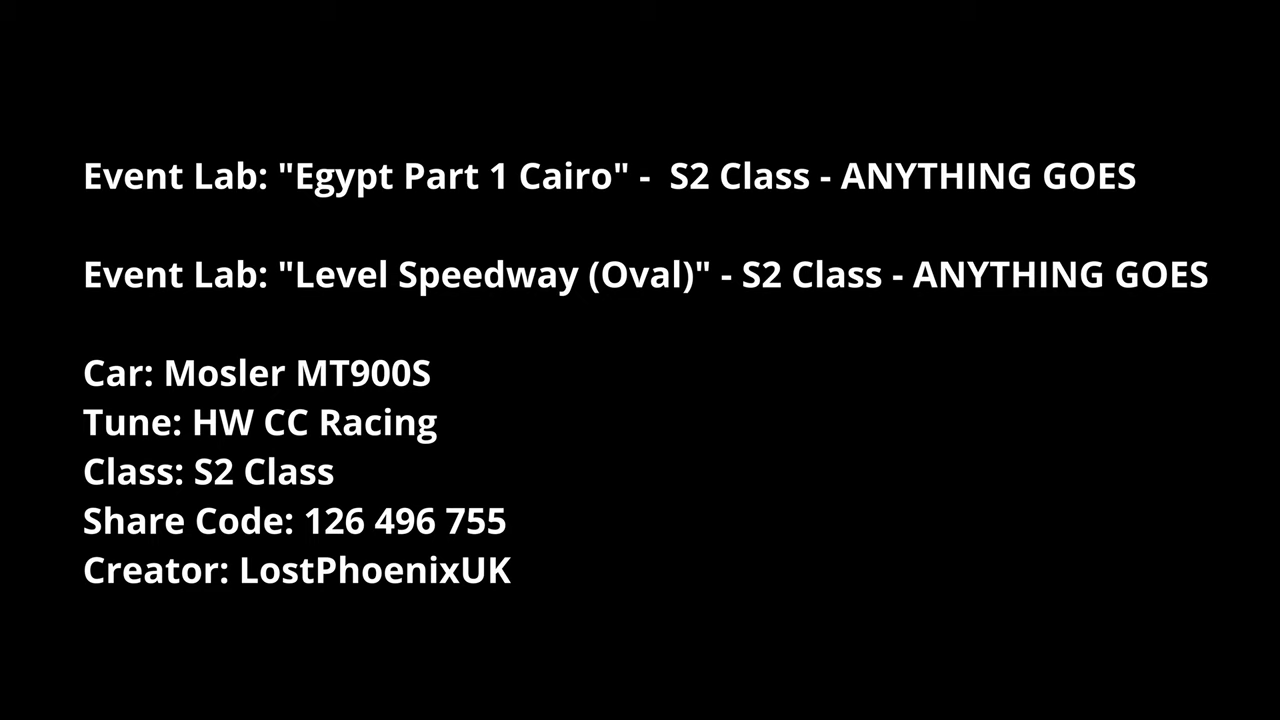 Event Lab: "Egypt Part 1 Cairo" -  S2 Class - ANYTHING GOES
Event Lab: "Level Speedway (Oval)" - S2 Class - ANYTHING GOES
Car: Mosler MT900S
Tune: HW CC Racing
Class: S2 Class
Share Code: 126 496 755
Creator: LostPhoenixUK